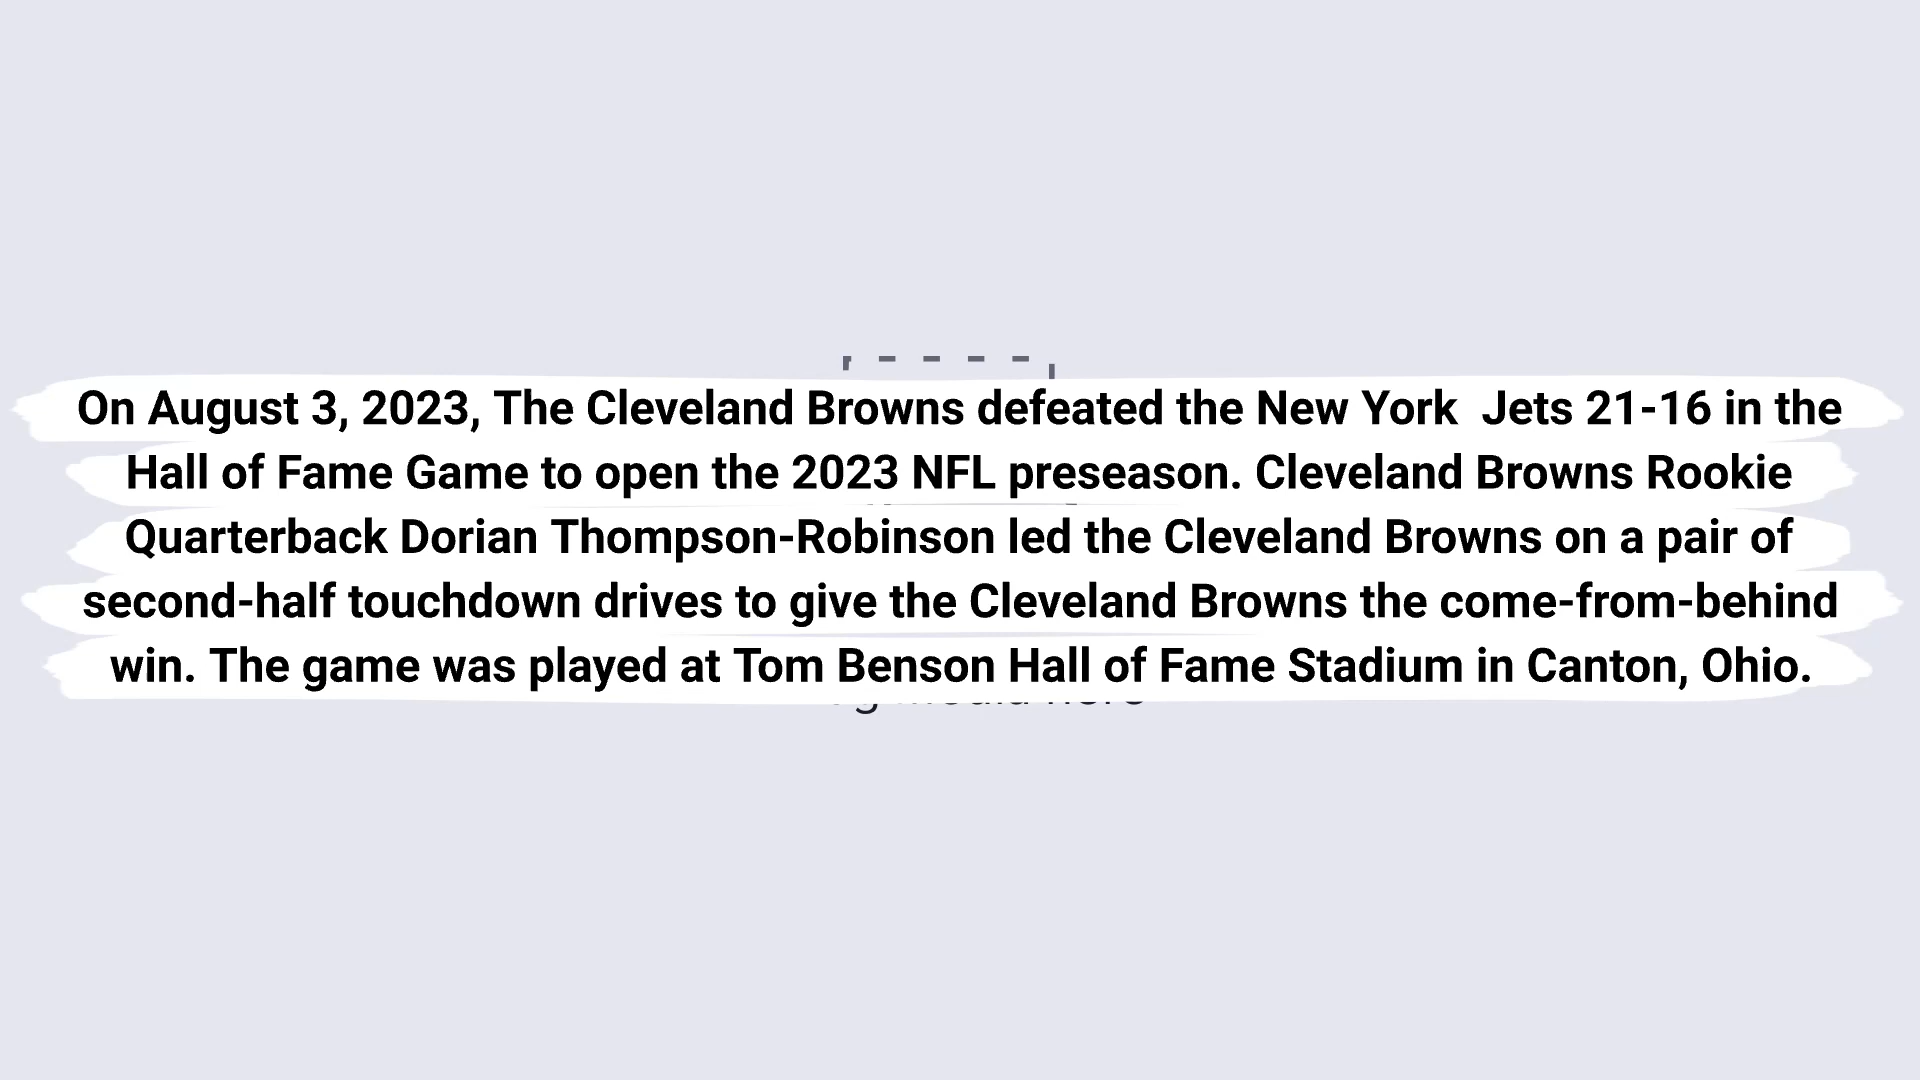 On August 3, 2023, The Cleveland Browns defeated the New York  Jets 21-16 in the
Hall of Fame Game to open the 2023 NFL preseason. Cleveland Browns Rookie
Quarterback Dorian Thompson-Robinson led the Cleveland Browns on a pair of
second-half touchdown drives to give the Cleveland Browns the come-from-behind
win. The game was played at Tom Benson Hall of Fame Stadium in Canton, Ohio.